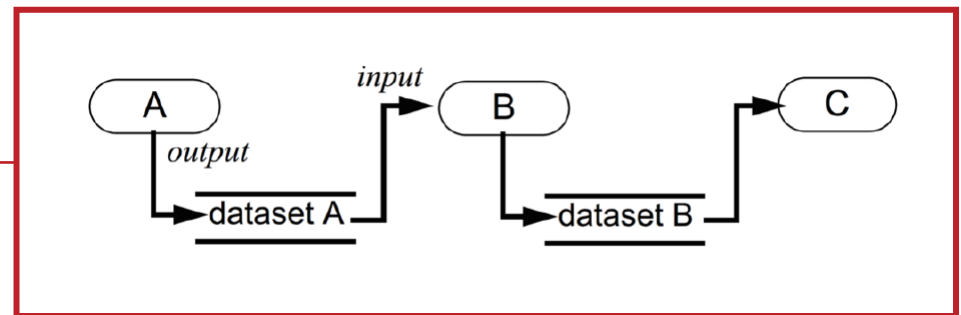 A
output
dataset A
input
B
dataset B
C